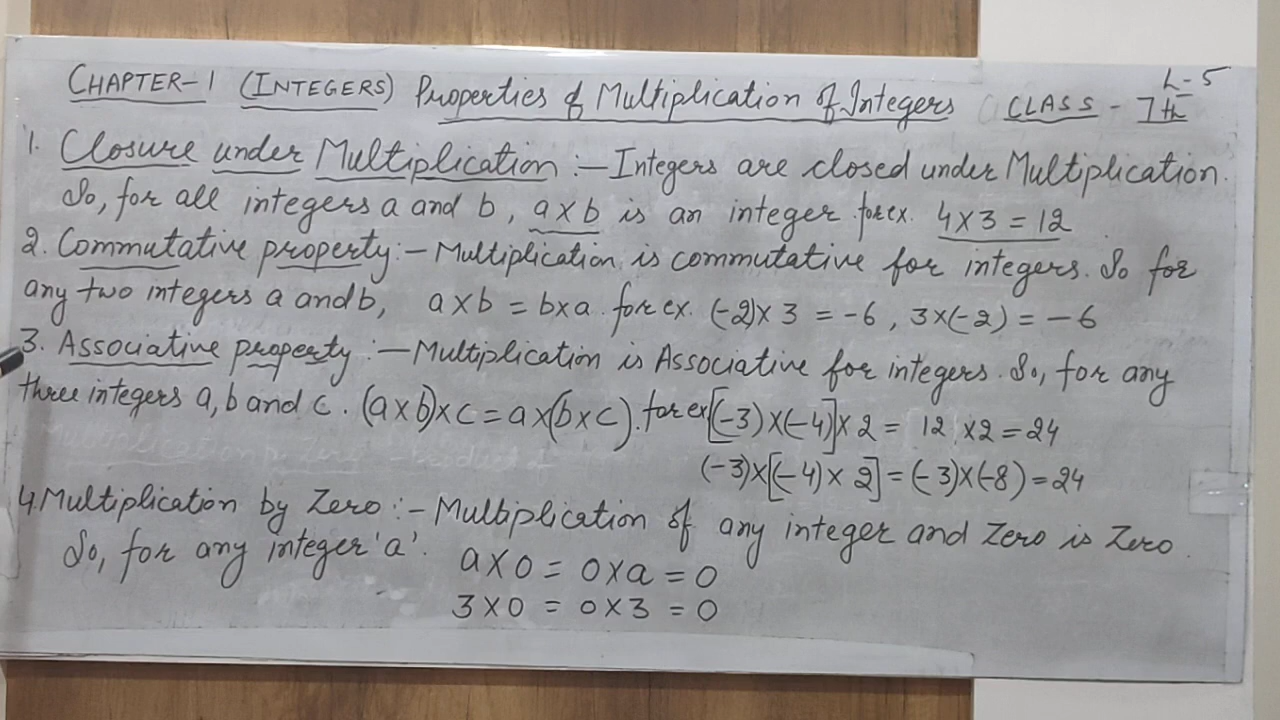 CHAPTER-1 (INTEGERS) Properties of Multiplication of Integers CLASS - 7th L-5
1. Closure under Multiplication :- Integers are closed under Multiplication.
So, for all integers a and b, a×b is an integer for ex. 4×3=12
2. Commutative property:- Multiplication is commutative for integers. So for
any two integers a and b, a×b = b×a. for ex. (-2)×3 = -6, 3×(-2) = -6
3. Associative property :- Multiplication is Associative for integers. So, for any
three integers a, b and c. (a×b)×c=a×(b×c). for ex[(-3)×(-4)]×2 = 12 ×2=24
(-3)×[(-4)×2]=(-3)×(-8)=24
4. Multiplication by Zero :- Multiplication of any integer and Zero is Zero.
So, for any integer 'a'.
a×0 = 0×a = 0
3×0 = 0×3 = 0